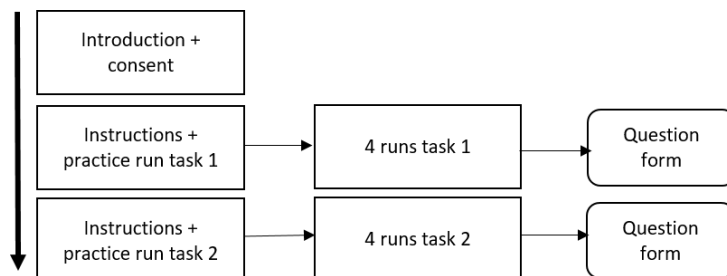 Introduction +
consent
Instructions +
practice run task 1
4 runs task 1
Question
form
Instructions +
practice run task 2
4 runs task 2
Question
form